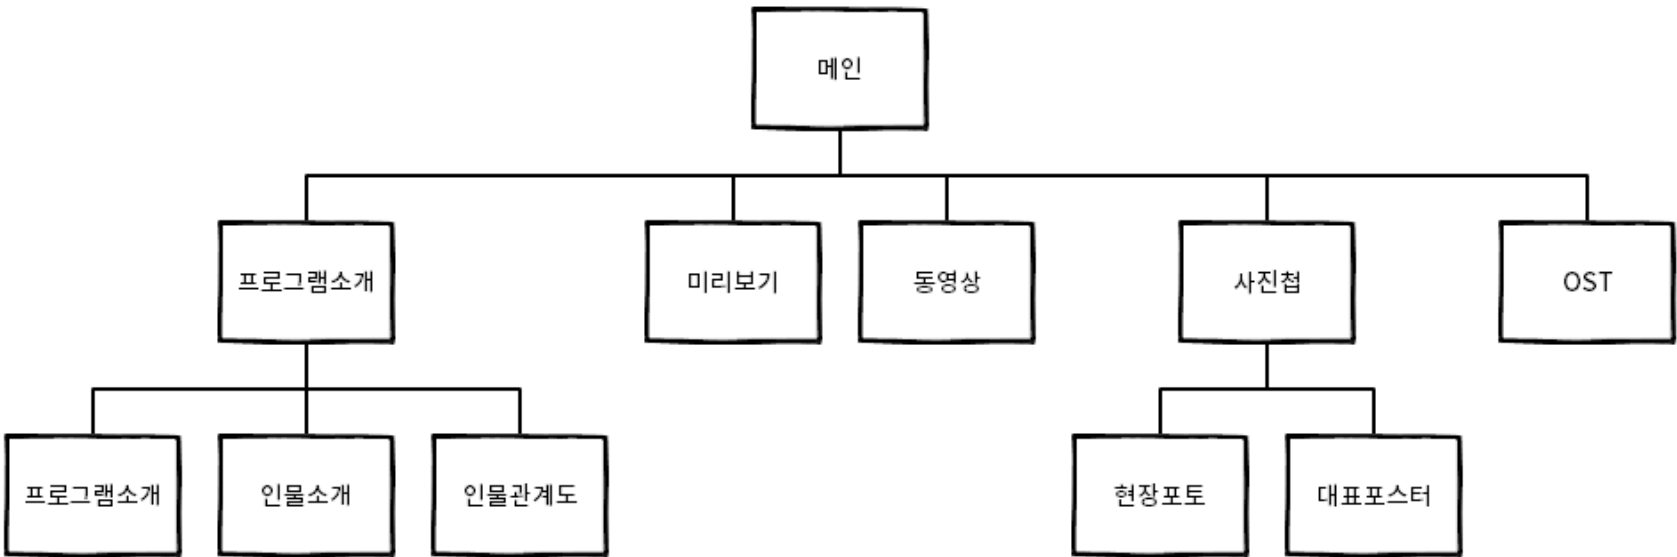 메인
프로그램소개
미리보기
동영상
사진첩
OST
프로그램소개
인물소개
인물관계도
현장포토
대표포스터